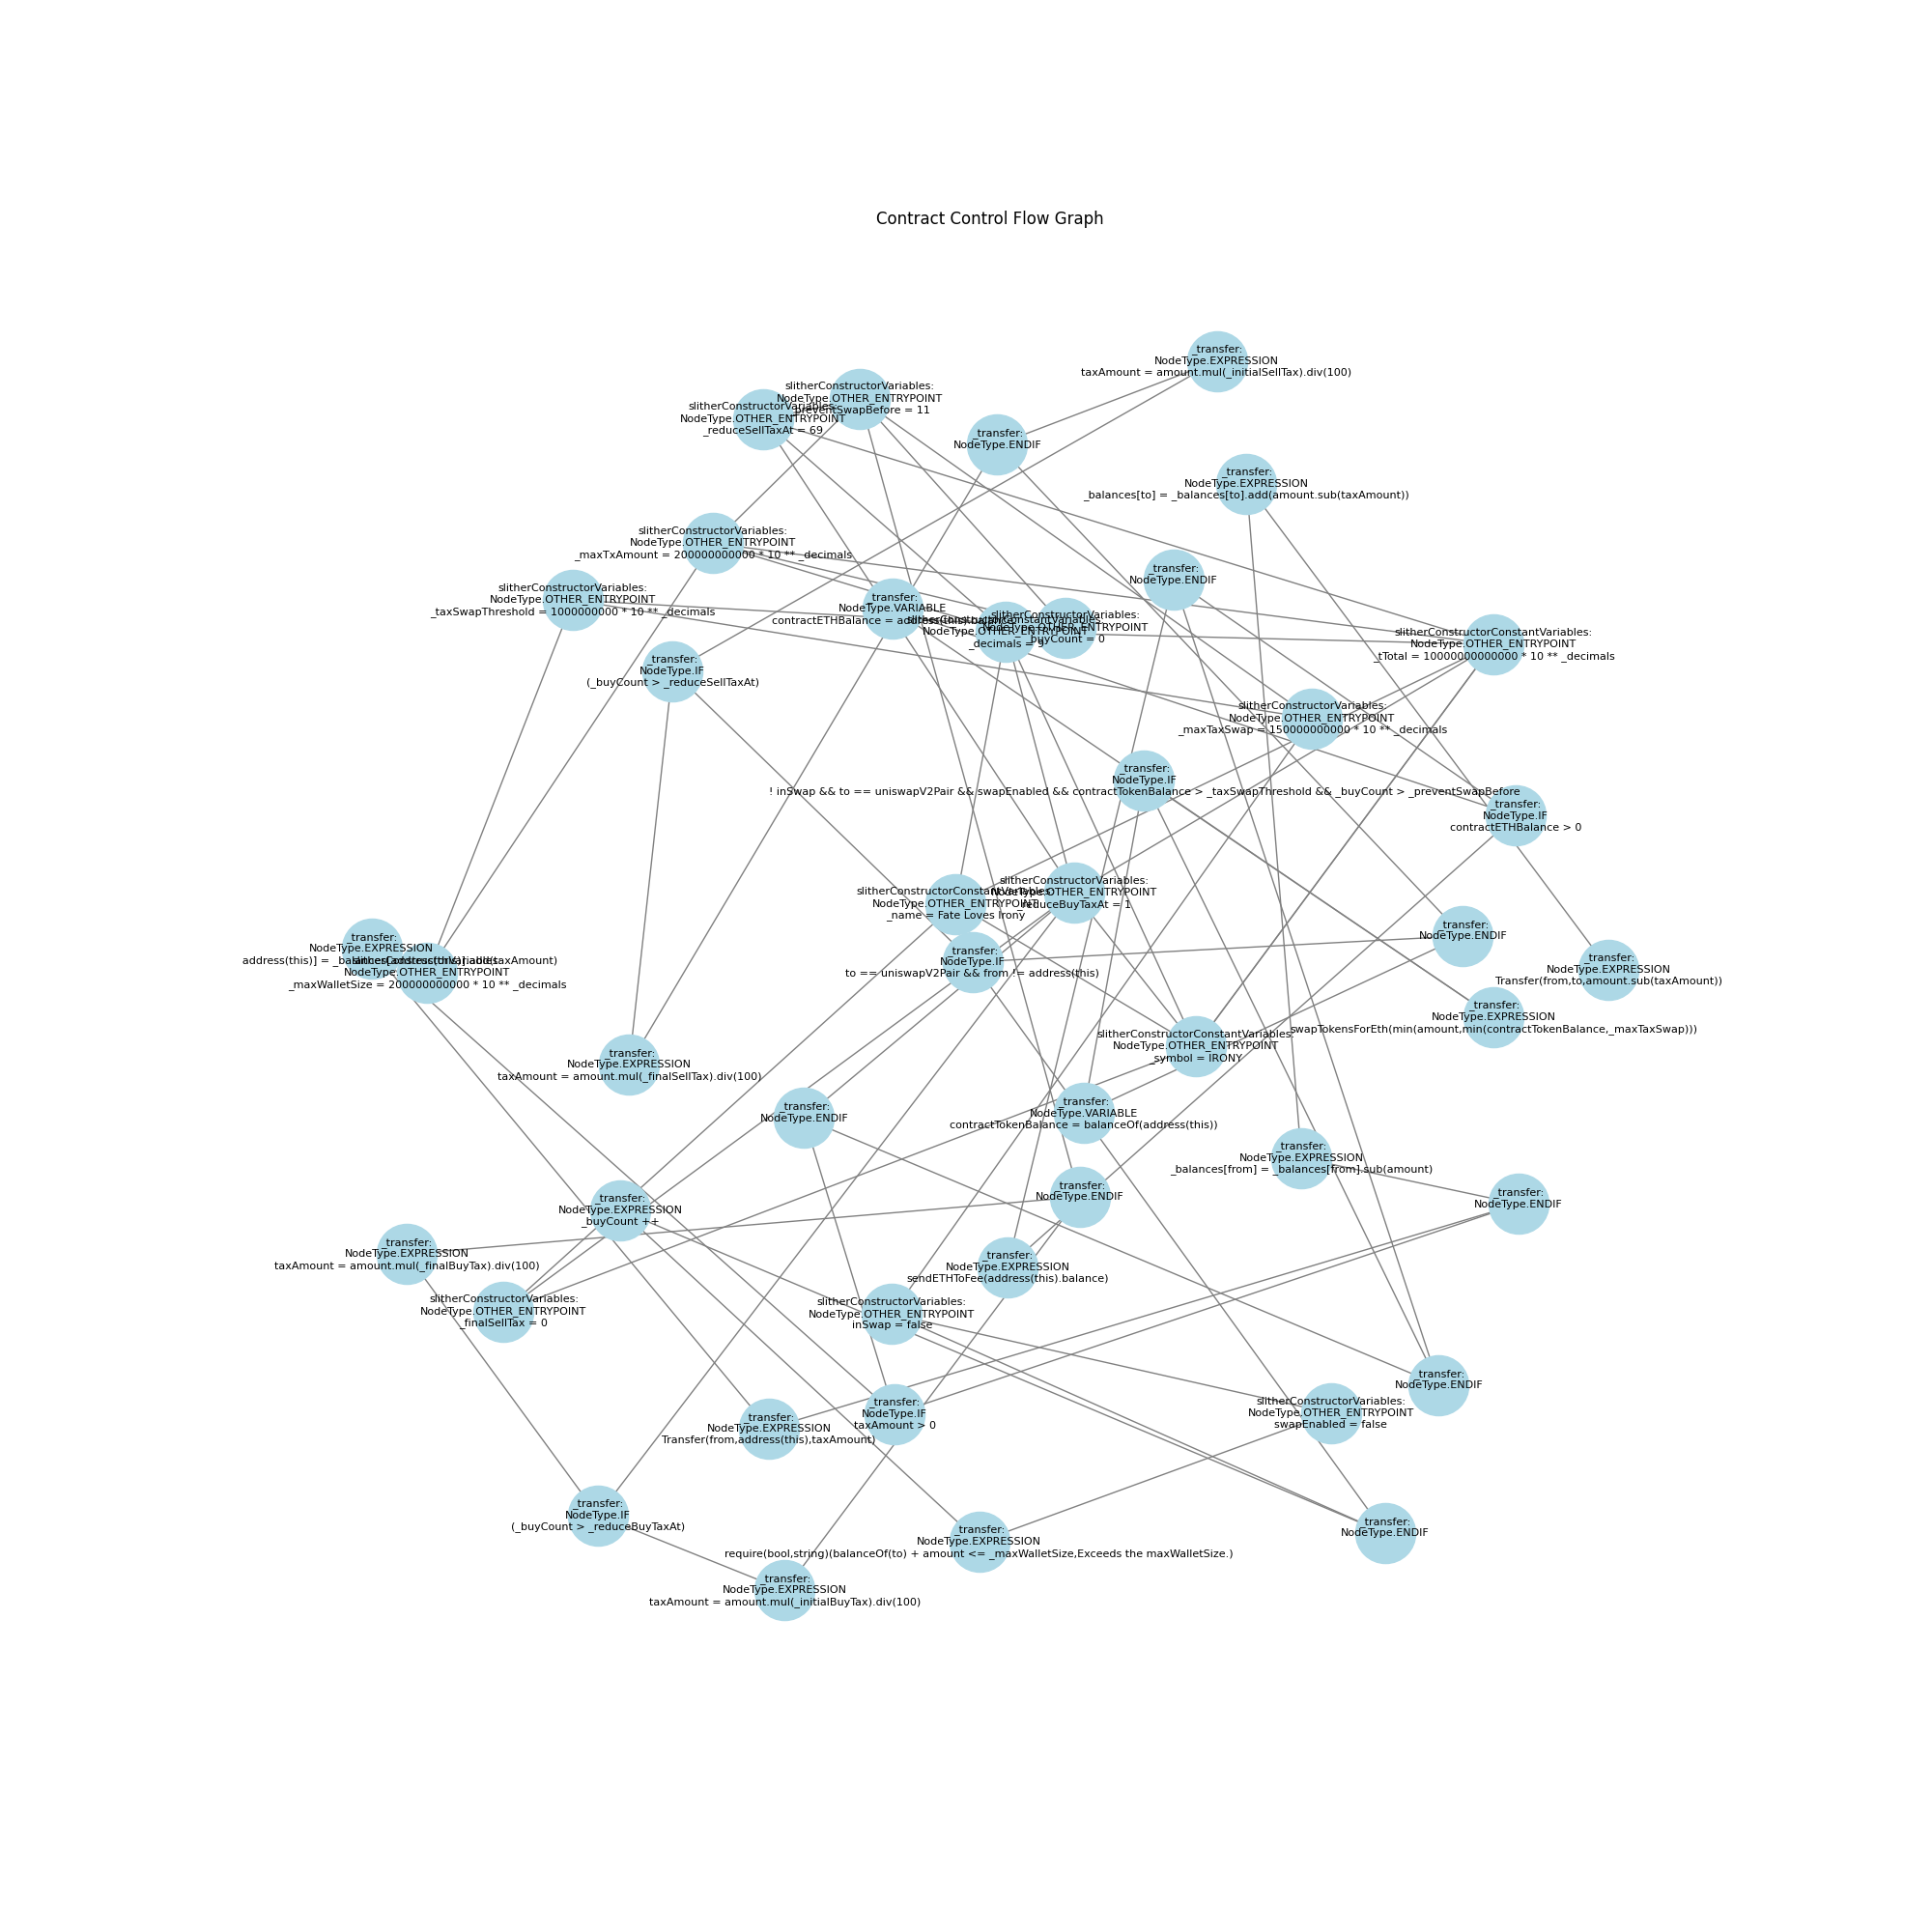 Contract Control Flow Graph
_transfer:
NodeType.EXPRESSION
taxAmount = amount.mul(_initialSellTax).div(100)
slitherConstructorVariables:
NodeType.OTHER_ENTRYPOINT
_preventSwapBefore = 11
slitherConstructorVariables:
NodeType.OTHER_ENTRYPOINT
_reduceSellTaxAt = 69
_transfer:
NodeType.ENDIF
_transfer:
NodeType.EXPRESSION
_balances[to] = _balances[to].add(amount.sub(taxAmount))
slitherConstructorVariables:
NodeType.OTHER_ENTRYPOINT
_maxTxAmount = 200000000000 * 10 ** _decimals
_transfer:
NodeType.ENDIF
slitherConstructorVariables:
NodeType.OTHER_ENTRYPOINT
_taxSwapThreshold = 1000000000 * 10 ** _decimals
_transfer:
NodeType.VARIABLE
contractETHBalance = address(this).balance
slitherConstructorConstantVariables:
NodeType.OTHER_ENTRYPOINT
_decimals = 9
slitherConstructorVariables:
NodeType.OTHER_ENTRYPOINT
_buyCount = 0
slitherConstructorConstantVariables:
NodeType.OTHER_ENTRYPOINT
_tTotal = 10000000000000 * 10 ** _decimals
_transfer:
NodeType.IF
(_buyCount > _reduceSellTaxAt)
slitherConstructorVariables:
NodeType.OTHER_ENTRYPOINT
_maxTaxSwap = 150000000000 * 10 ** _decimals
_transfer:
NodeType.IF
! inSwap && to == uniswapV2Pair && swapEnabled && contractTokenBalance > _taxSwapThreshold && _buyCount > _preventSwapBefore
_transfer:
NodeType.IF
contractETHBalance > 0
slitherConstructorConstantVariables:
NodeType.OTHER_ENTRYPOINT
_name = Fate Loves Irony
slitherConstructorVariables:
NodeType.OTHER_ENTRYPOINT
_reduceBuyTaxAt = 1
_transfer:
NodeType.ENDIF
_transfer:
NodeType.EXPRESSION
address(this)] = _balances[address(this)].add(taxAmount)
slitherConstructorVariables:
NodeType.OTHER_ENTRYPOINT
_maxWalletSize = 200000000000 * 10 ** _decimals
_transfer:
NodeType.IF
to == uniswapV2Pair && from != address(this)
_transfer:
NodeType.EXPRESSION
Transfer(from,to,amount.sub(taxAmount))
_transfer:
NodeType.EXPRESSION
swapTokensForEth(min(amount,min(contractTokenBalance,_maxTaxSwap)))
slitherConstructorConstantVariables:
NodeType.OTHER_ENTRYPOINT
_symbol = IRONY
_transfer:
NodeType.EXPRESSION
taxAmount = amount.mul(_finalSellTax).div(100)
_transfer:
NodeType.ENDIF
_transfer:
NodeType.VARIABLE
contractTokenBalance = balanceOf(address(this))
_transfer:
NodeType.EXPRESSION
_balances[from] = _balances[from].sub(amount)
_transfer:
NodeType.ENDIF
_transfer:
NodeType.ENDIF
_transfer:
NodeType.EXPRESSION
_buyCount ++
_transfer:
NodeType.EXPRESSION
taxAmount = amount.mul(_finalBuyTax).div(100)
_transfer:
NodeType.EXPRESSION
sendETHToFee(address(this).balance)
slitherConstructorVariables:
NodeType.OTHER_ENTRYPOINT
_finalSellTax = 0
slitherConstructorVariables:
NodeType.OTHER_ENTRYPOINT
inSwap = false
_transfer:
NodeType.ENDIF
_transfer:
NodeType.IF
taxAmount > 0
slitherConstructorVariables:
NodeType.OTHER_ENTRYPOINT
swapEnabled = false
_transfer:
NodeType.EXPRESSION
Transfer(from,address(this),taxAmount)
_transfer:
NodeType.IF
(_buyCount > _reduceBuyTaxAt)
_transfer:
NodeType.ENDIF
_transfer:
NodeType.EXPRESSION
require(bool,string)(balanceOf(to) + amount <= _maxWalletSize,Exceeds the maxWalletSize.)
_transfer:
NodeType.EXPRESSION
taxAmount = amount.mul(_initialBuyTax).div(100)